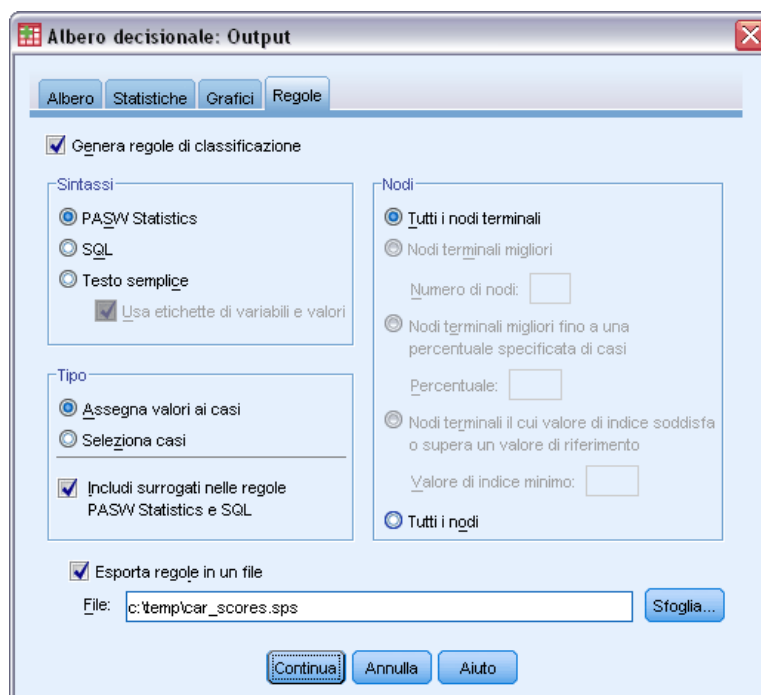 Albero decisionale: Output
Albero
Statistiche
Grafici
Regole
Genera regole di classificazione
Sintassi
PASW Statistics
SQL
Testo semplice
Usa etichette di variabili e valori
Tipo
Assegna valori ai casi
Seleziona casi
Includi surrogati nelle regole
PASW Statistics e SQL
Nodi
Tutti i nodi terminali
Nodi terminali migliori
Numero di nodi:
Nodi terminali migliori fino a una
percentuale specificata di casi
Percentuale:
Nodi terminali il cui valore di indice soddisfa
o supera un valore di riferimento
Valore di indice minimo:
Tutti i nodi
Esporta regole in un file
File:
c:\temp\car_scores.sps
Sfoglia...
Continua
Annulla
Aiuto